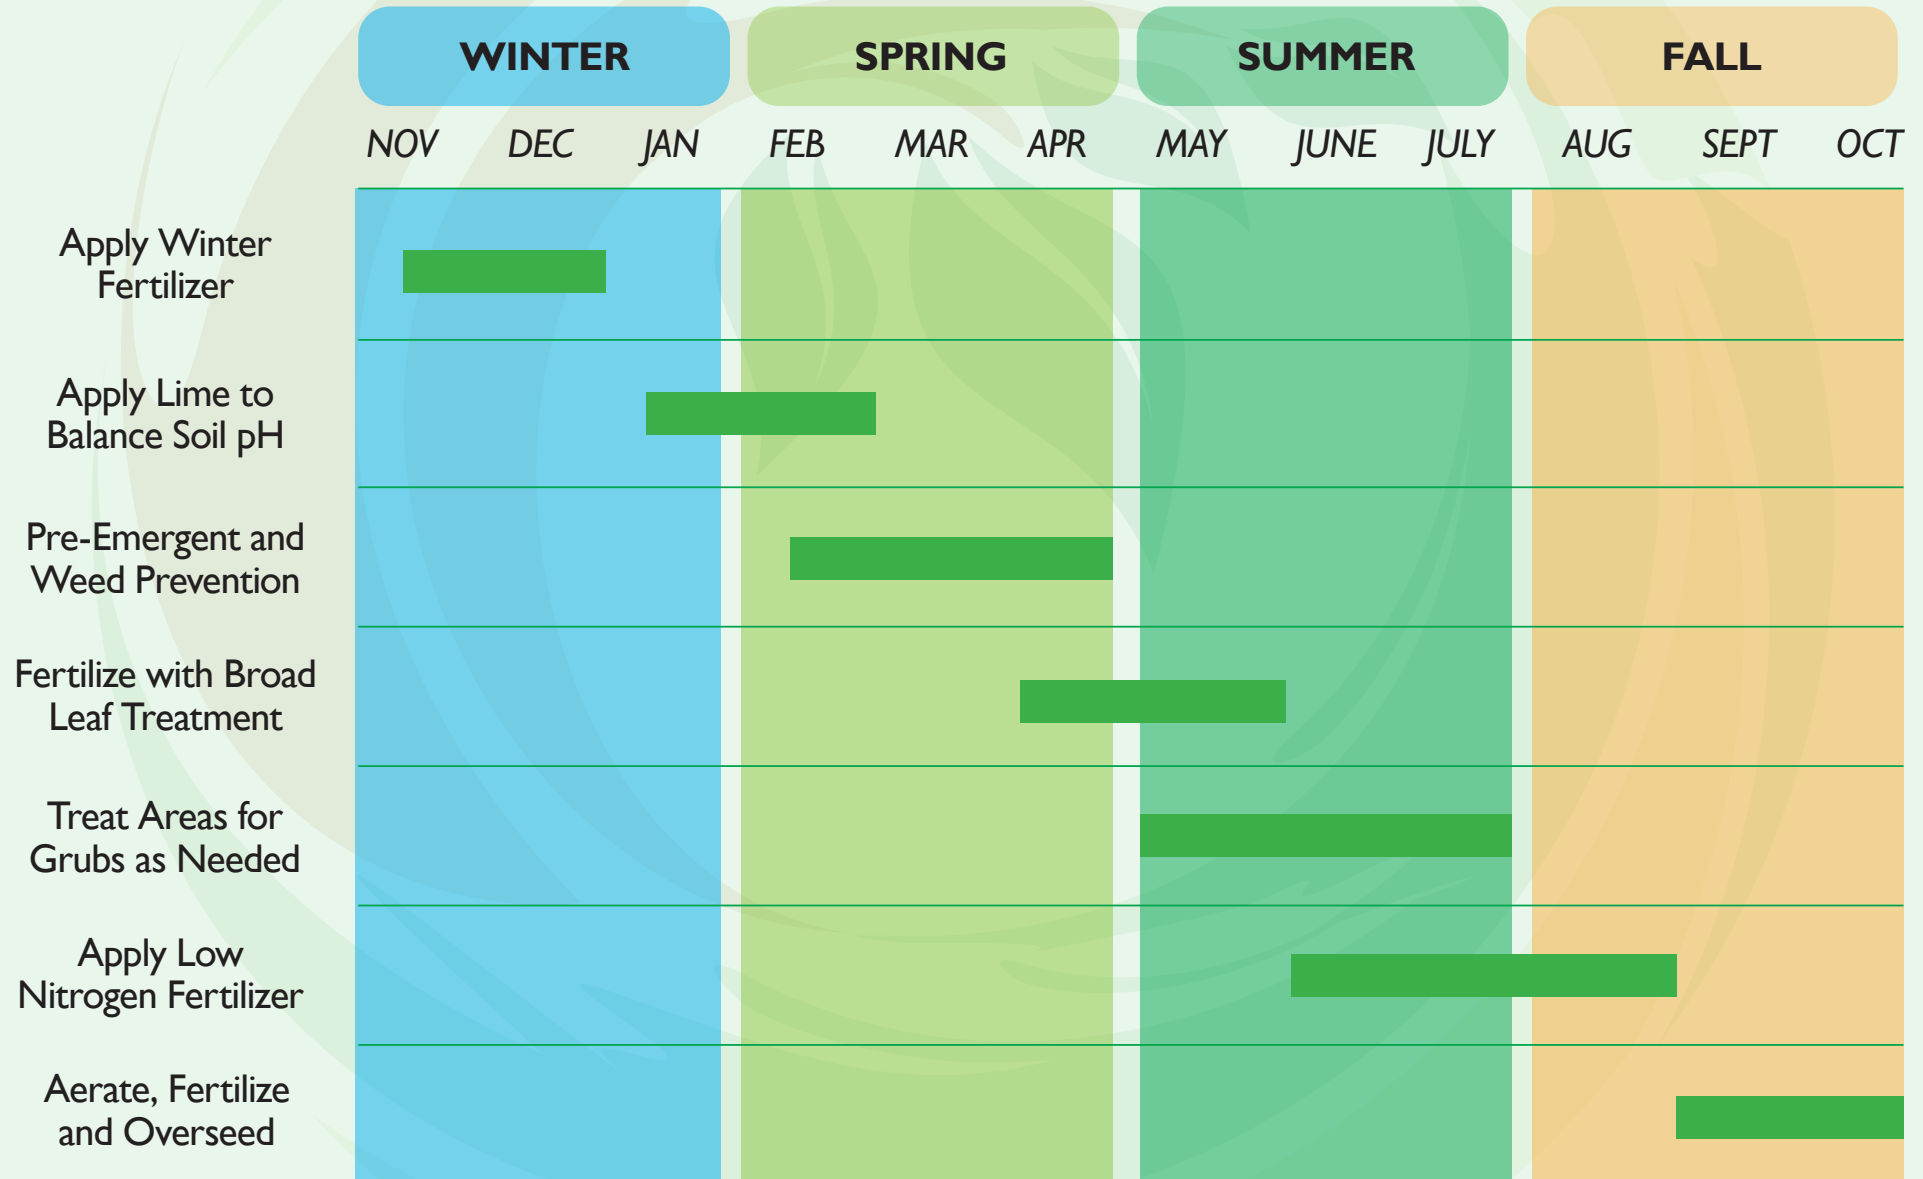 WINTER SPRING SUMMER FALL
NOV DEC JAN FEB MAR APR MAY JUNE JULY AUG SEPT OCT
Apply Winter
Fertilizer
Apply Lime to
Balance Soil pH
Pre-Emergent and
Weed Prevention
Fertilize with Broad
Leaf Treatment
Treat Areas for
Grubs as Needed
Apply Low
Nitrogen Fertilizer
Aerate, Fertilize
and Overseed